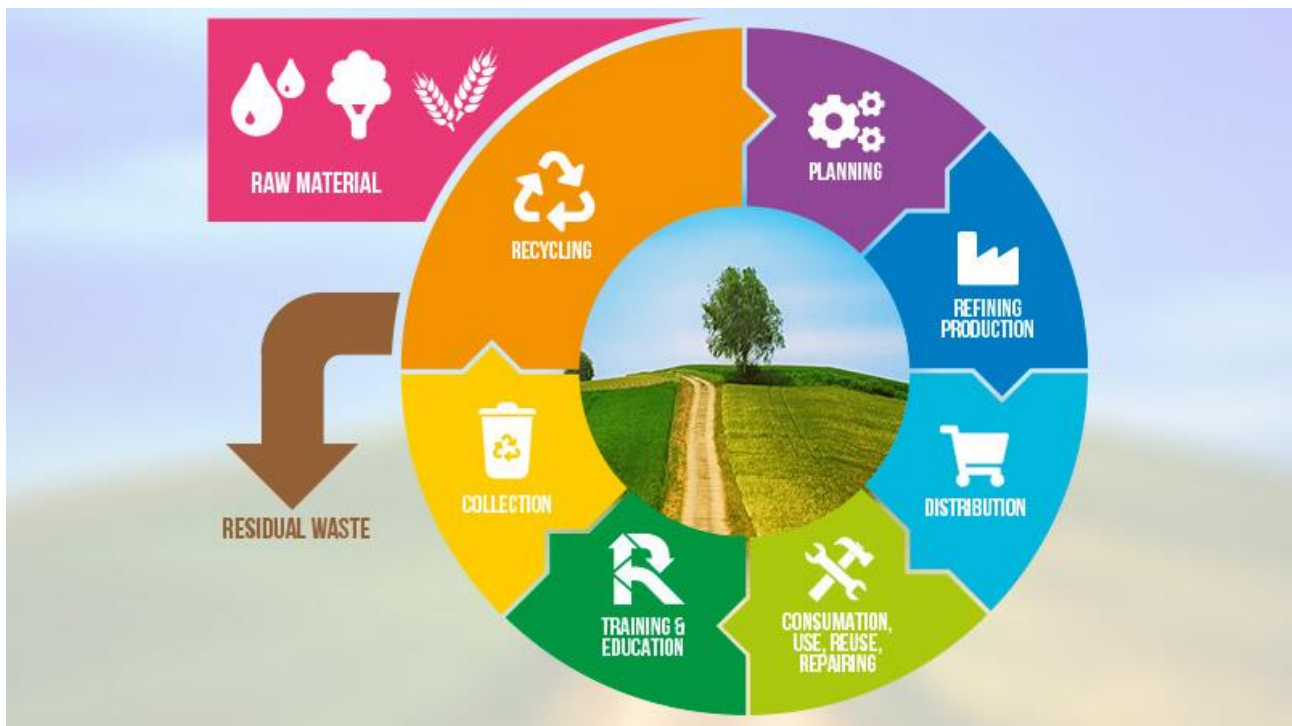 RAW MATERIAL
PLANNING
RECYCLING
REFINING
PRODUCTION
DISTRIBUTION
CONSUMATION,
USE, REUSE,
REPAIRING
TRAINING &
EDUCATION
COLLECTION
RESIDUAL WASTE